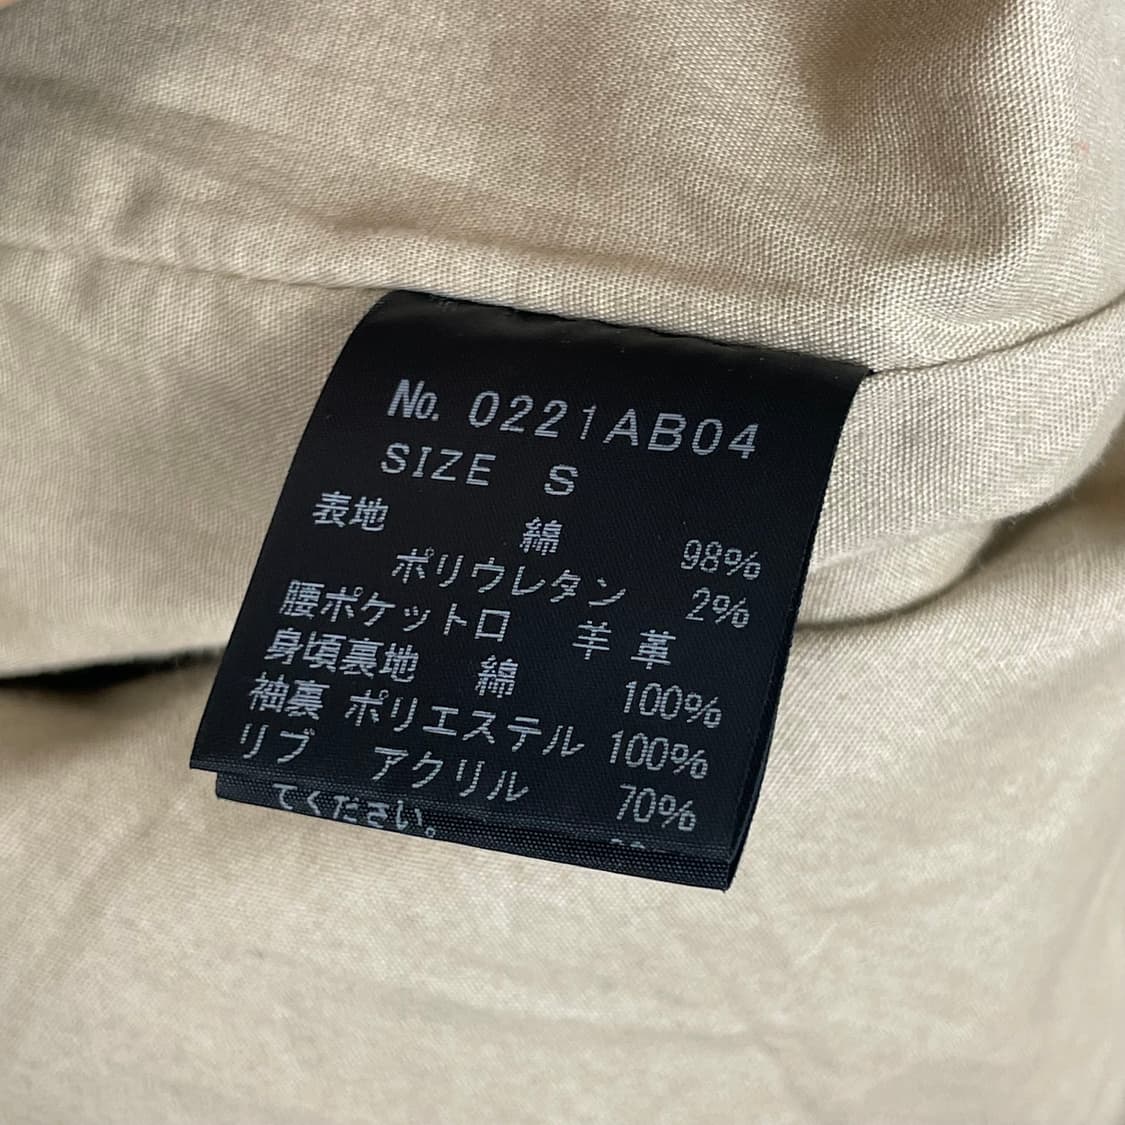 No. 0221AB04
SIZE S
表地 綿 98%
ポリウレタン 2%
腰ポケット口 羊革
身頃裏地 綿 100%
袖裏 ポリエステル 100%
リブ アクリル 70%
てください。